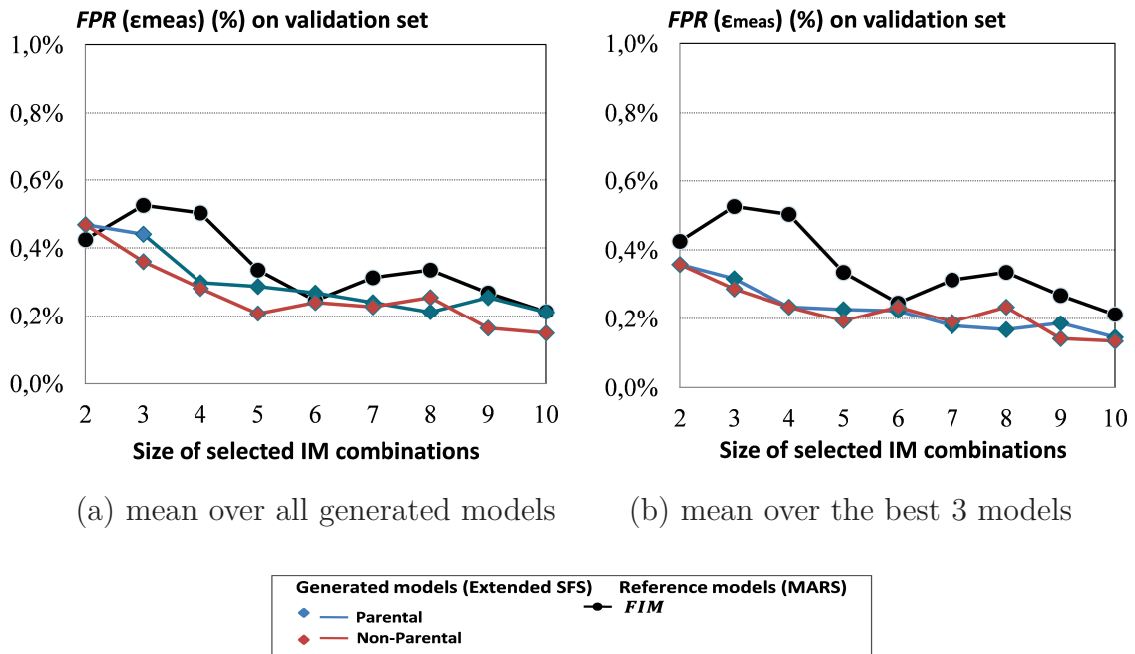 FPR (εmeas) (%) on validation set
1,0%
0,8%
0,6%
0,4%
0,2%
0,0%
2 3 4 5 6 7 8 9 10
Size of selected IM combinations
(a) mean over all generated models
FPR (εmeas) (%) on validation set
1,0%
0,8%
0,6%
0,4%
0,2%
0,0%
2 3 4 5 6 7 8 9 10
Size of selected IM combinations
(b) mean over the best 3 models
Generated models (Extended SFS) Reference models (MARS)
Parental FIM
Non-Parental